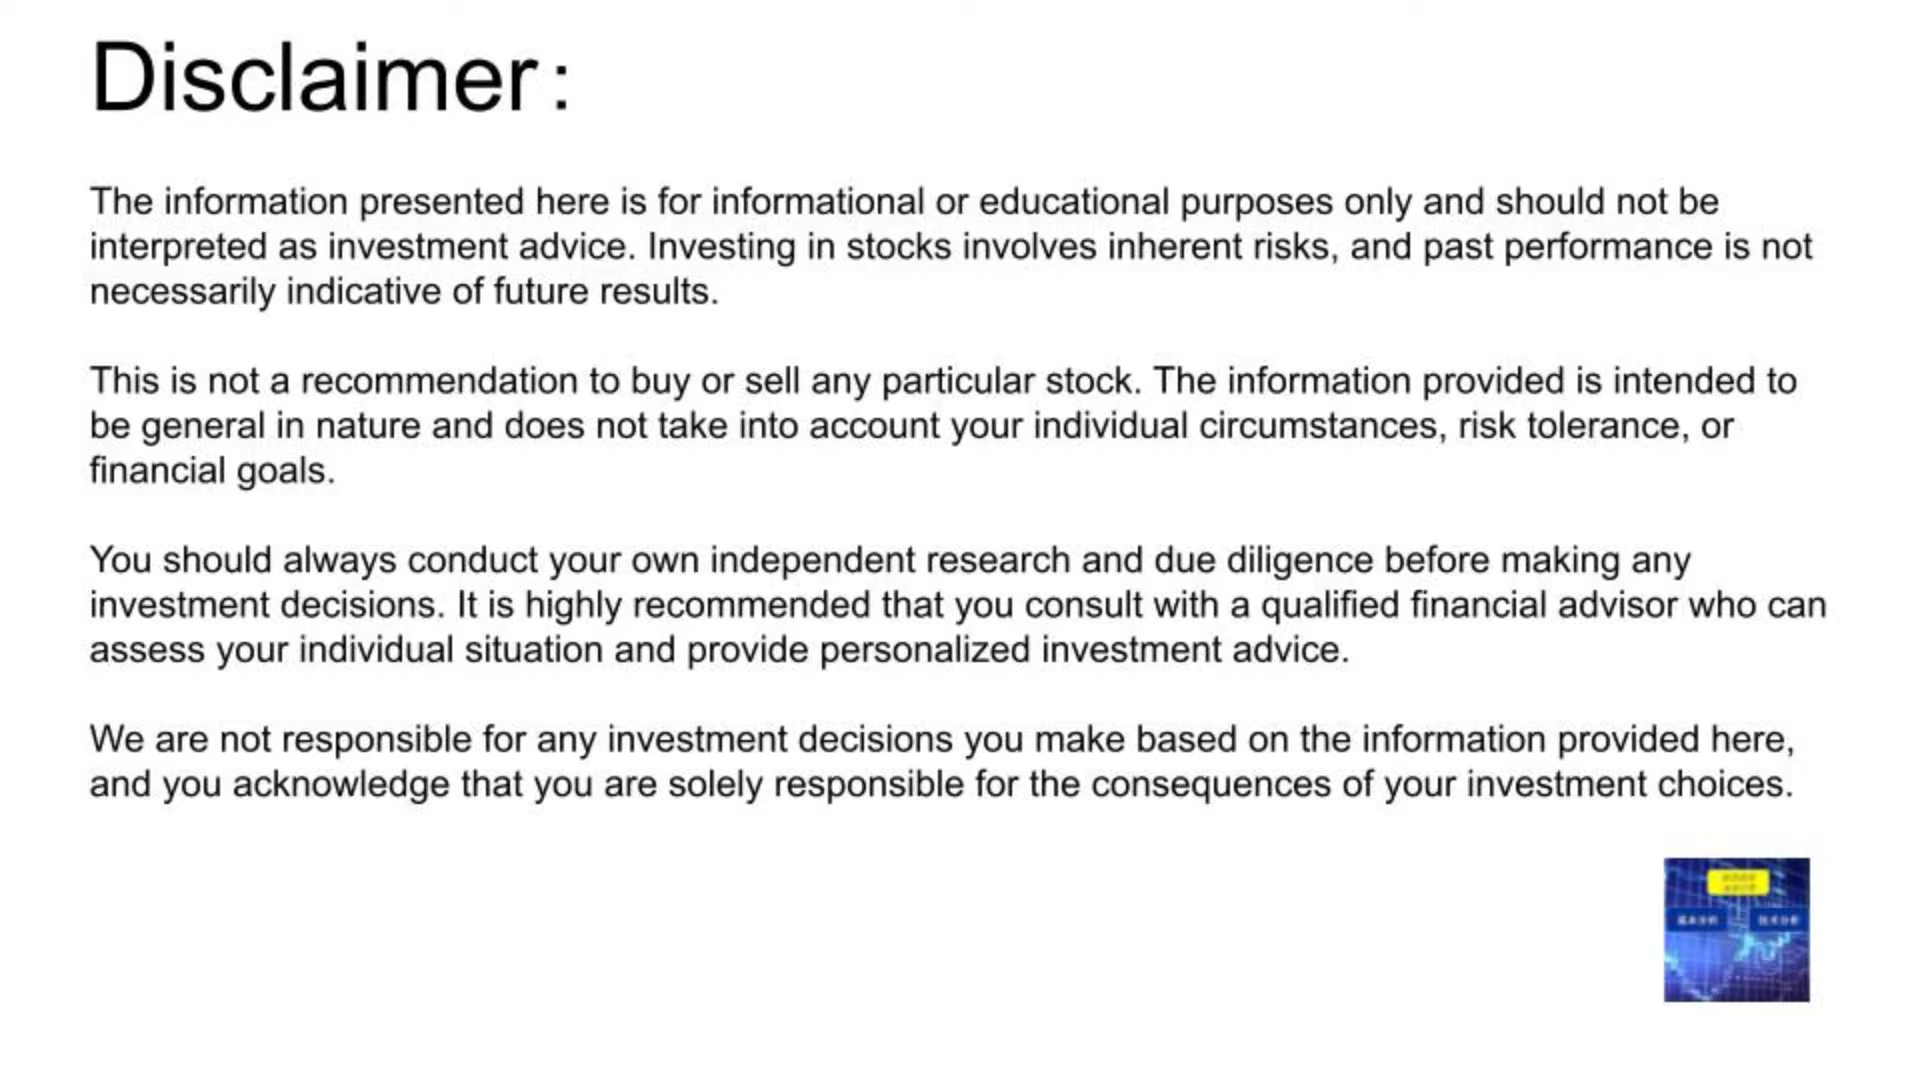 Disclaimer:
The information presented here is for informational or educational purposes only and should not be
interpreted as investment advice. Investing in stocks involves inherent risks, and past performance is not
necessarily indicative of future results.
This is not a recommendation to buy or sell any particular stock. The information provided is intended to
be general in nature and does not take into account your individual circumstances, risk tolerance, or
financial goals.
You should always conduct your own independent research and due diligence before making any
investment decisions. It is highly recommended that you consult with a qualified financial advisor who can
assess your individual situation and provide personalized investment advice.
We are not responsible for any investment decisions you make based on the information provided here,
and you acknowledge that you are solely responsible for the consequences of your investment choices.